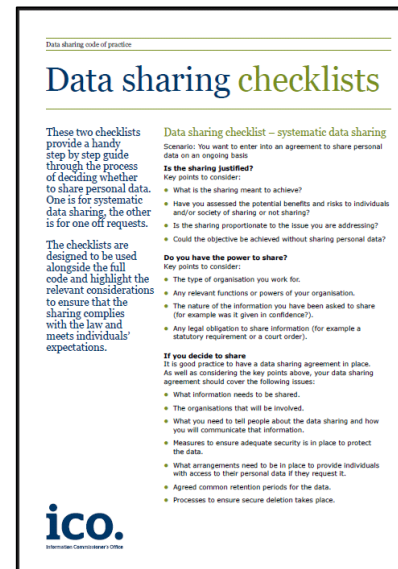 Data sharing code of practice
Data sharing checklists
These two checklists
provide a handy
step by step guide
through the process
of deciding whether
to share personal data.
One is for systematic
data sharing, the other
is for one off requests.
The checklists are
designed to be used
alongside the full
code and highlight the
relevant considerations
to ensure that the
sharing complies
with the law and
meets individuals'
expectations.
Data sharing checklist – systematic data sharing
Scenario: You want to enter into an agreement to share personal
data on an ongoing basis
Is the sharing justified?
Key points to consider:
• What is the sharing meant to achieve?
• Have you assessed the potential benefits and risks to individuals
and/or society of sharing or not sharing?
• Is the sharing proportionate to the issue you are addressing?
• Could the objective be achieved without sharing personal data?
Do you have the power to share?
Key points to consider:
• The type of organisation you work for.
• Any relevant functions or powers of your organisation.
• The nature of the information you have been asked to share
(for example was it given in confidence?).
• Any legal obligation to share information (for example a
statutory requirement or a court order).
If you decide to share
It is good practice to have a data sharing agreement in place.
As well as considering the key points above, your data sharing
agreement should cover the following issues:
• What information needs to be shared.
• The organisations that will be involved.
• What you need to tell people about the data sharing and how
you will communicate that information.
• Measures to ensure adequate security is in place to protect
the data.
• What arrangements need to be in place to provide individuals
with access to their personal data if they request it.
• Agreed common retention periods for the data.
• Processes to ensure secure deletion takes place.
ico.
Information Commissioner's Office